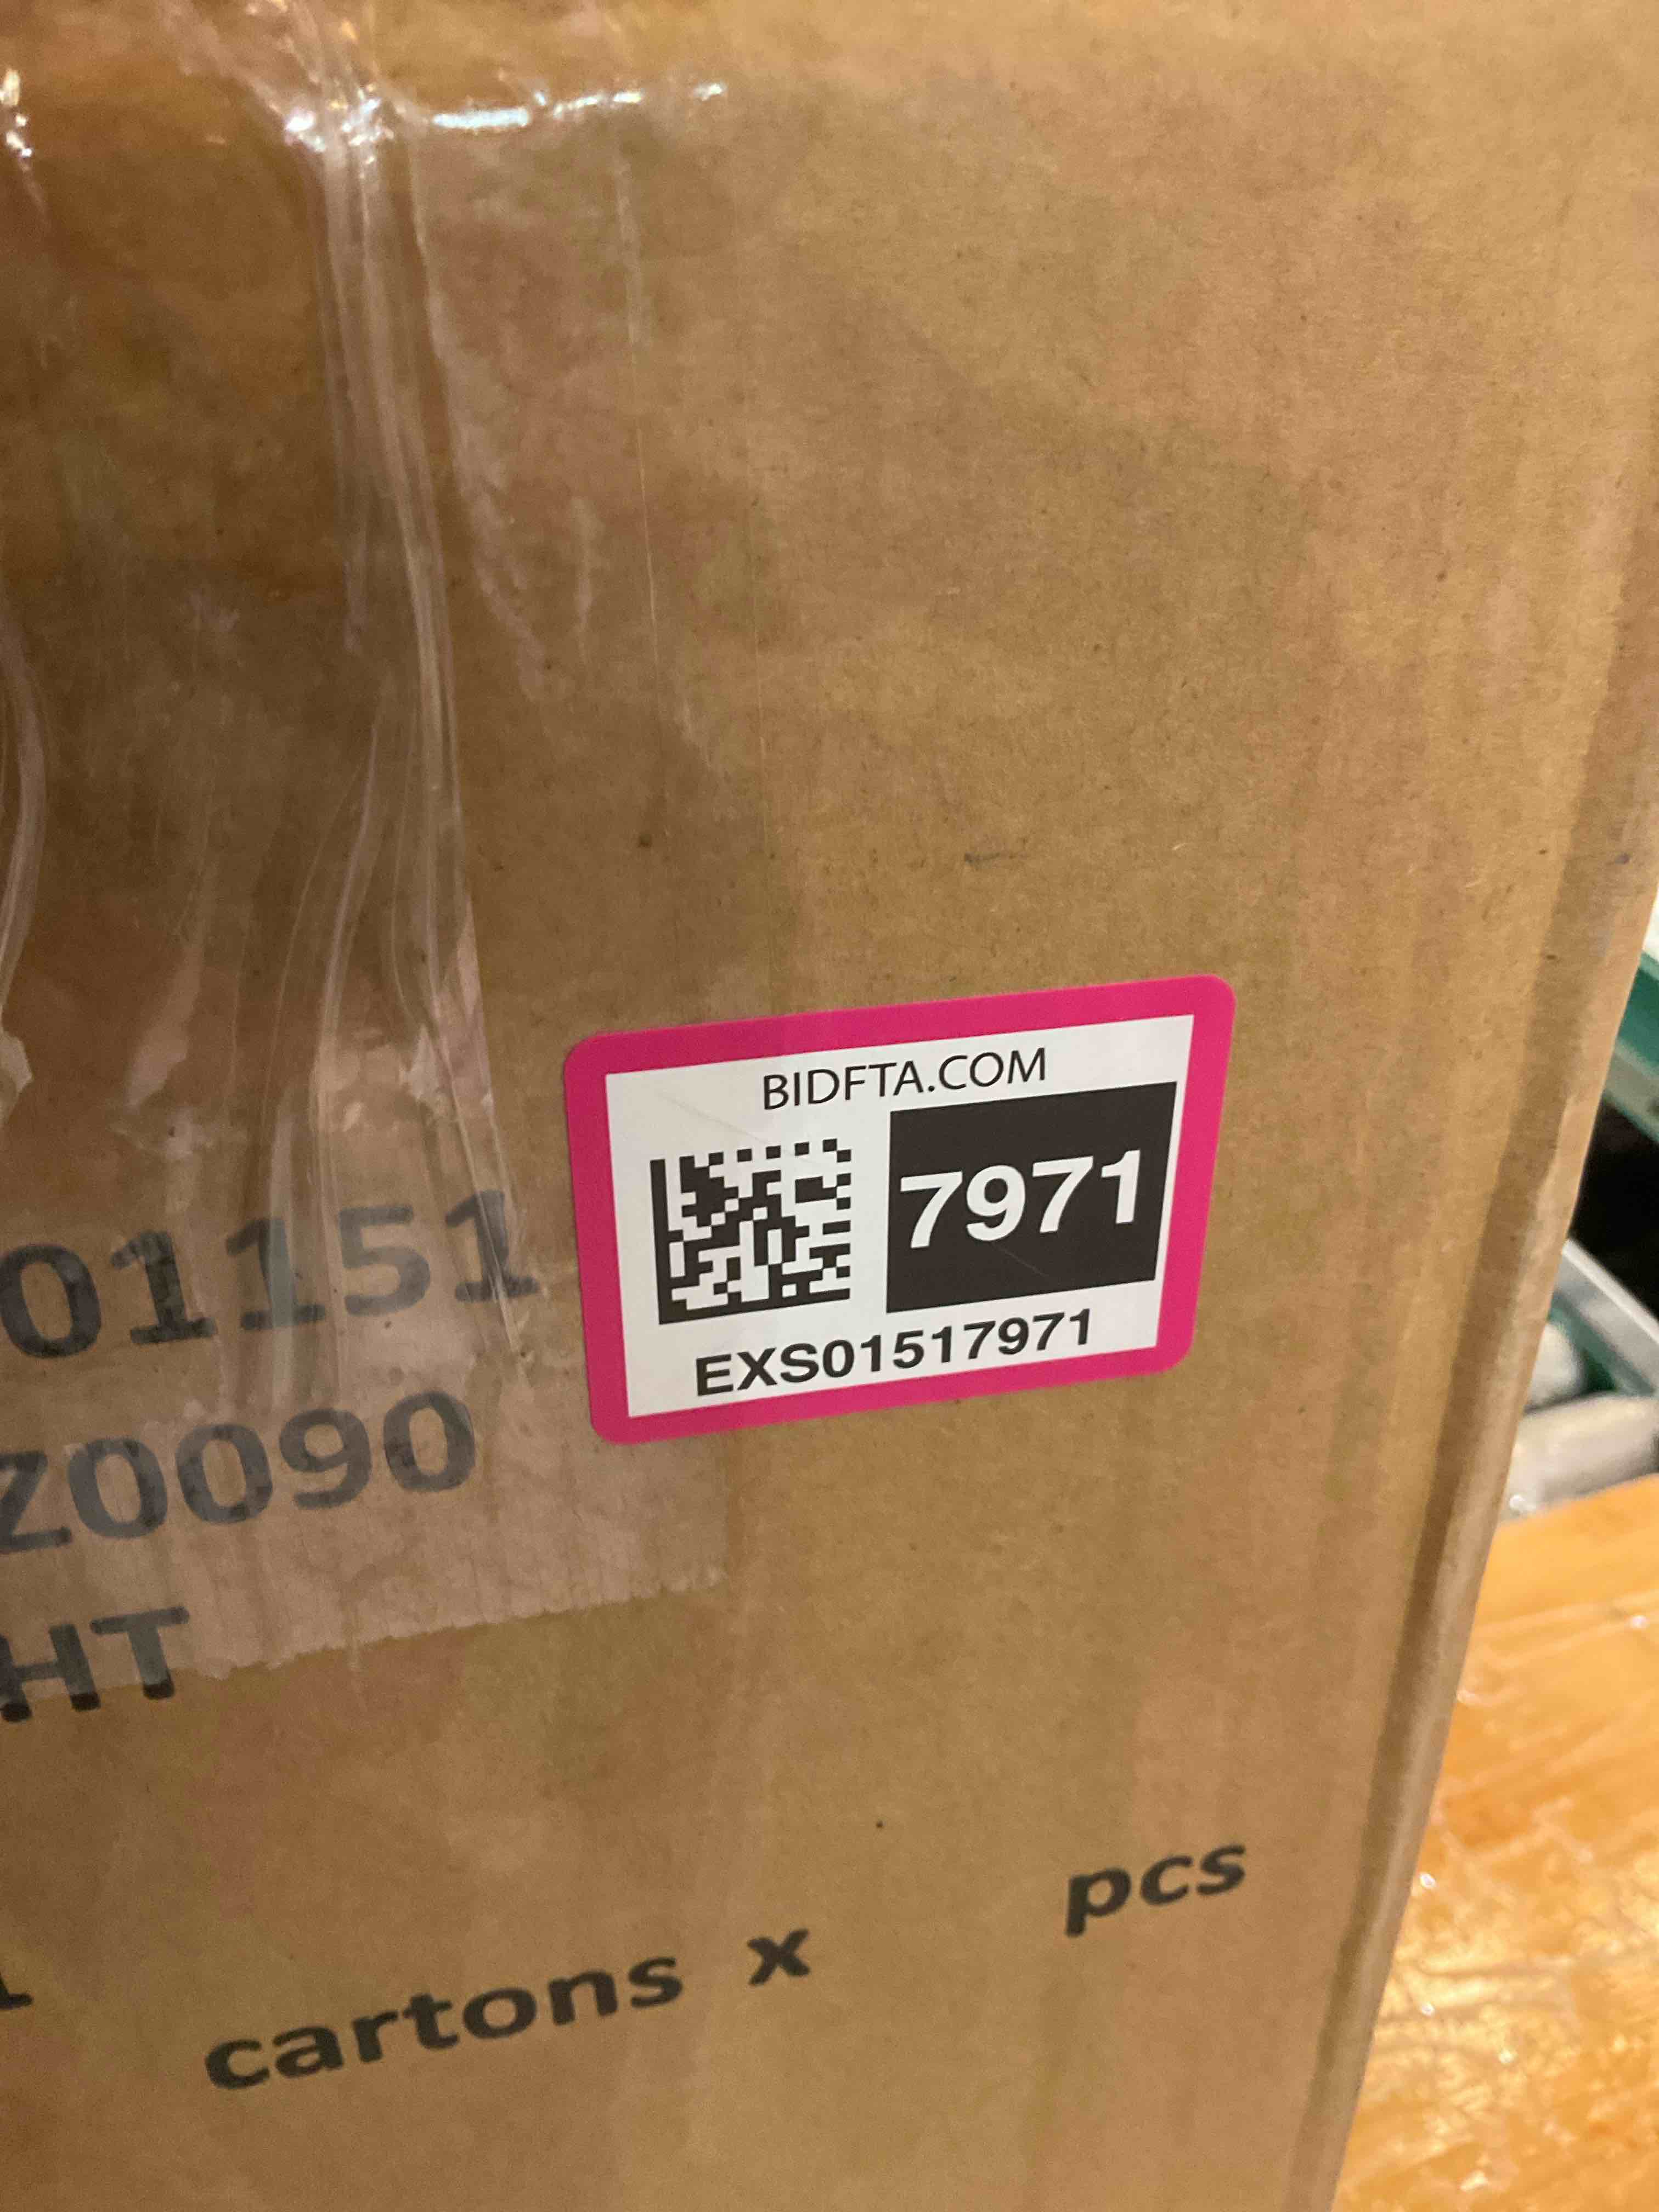 BIDFTA.COM
7971
EXS01517971
01151
Z0090
HT
cartons x pcs